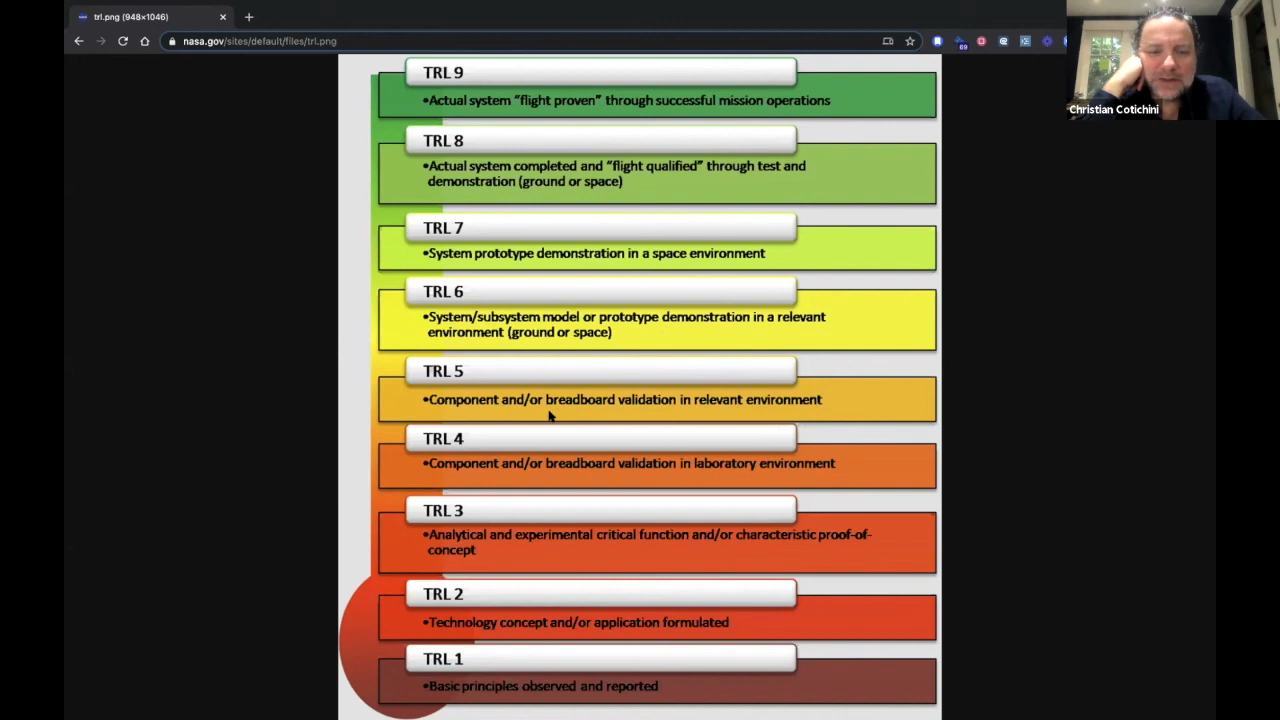 trl.png (948×1046)
nasa.gov/sites/default/files/trl.png
69
Christian Cotichini
TRL 9
•Actual system “flight proven” through successful mission operations
TRL 8
•Actual system completed and “flight qualified” through test and
demonstration (ground or space)
TRL 7
•System prototype demonstration in a space environment
TRL 6
•System/subsystem model or prototype demonstration in a relevant
environment (ground or space)
TRL 5
•Component and/or breadboard validation in relevant environment
TRL 4
•Component and/or breadboard validation in laboratory environment
TRL 3
•Analytical and experimental critical function and/or characteristic proof-of-
concept
TRL 2
•Technology concept and/or application formulated
TRL 1
•Basic principles observed and reported